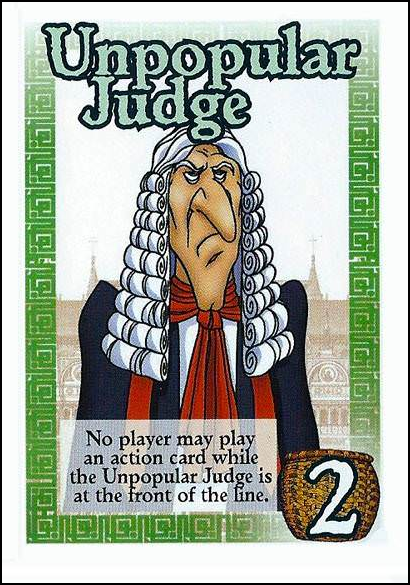 Unpopular
Judge
No player may play
an action card while
the Unpopular Judge is
at the front of the line.
2